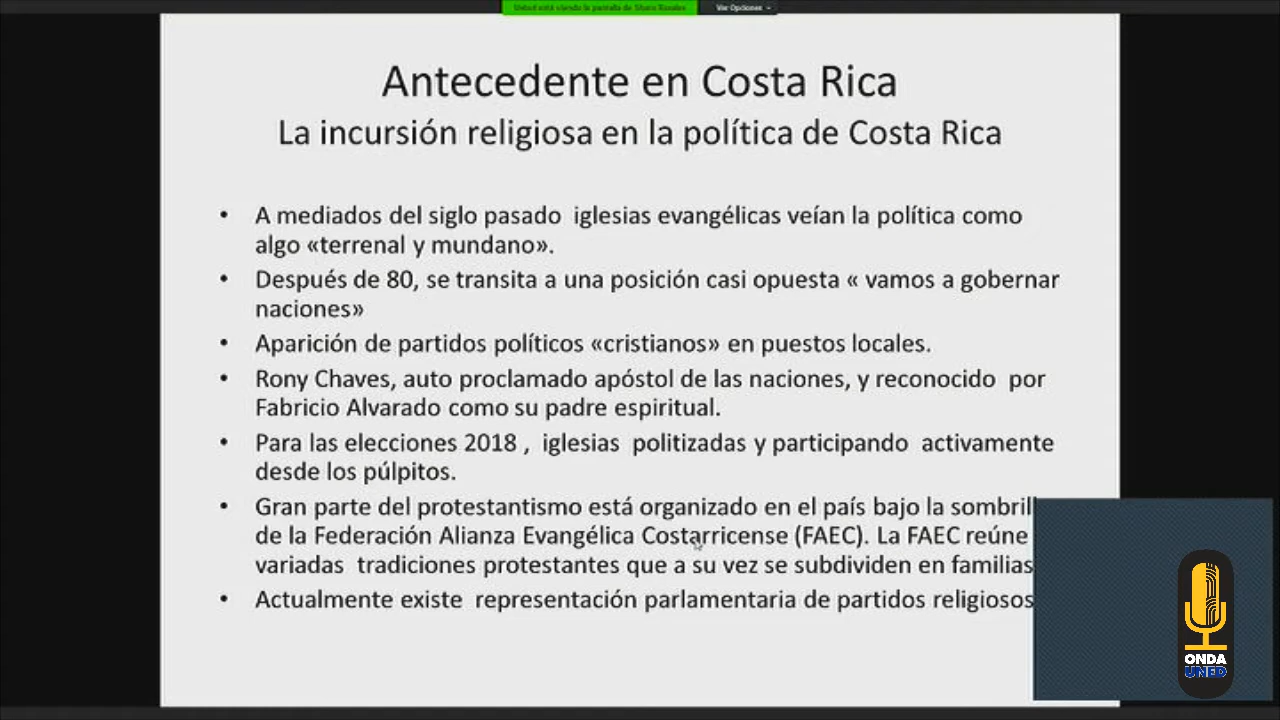 Usted está viendo la pantalla de
Ver Opciones
Antecedente en Costa Rica
La incursión religiosa en la política de Costa Rica
• A mediados del siglo pasado iglesias evangélicas veían la política como
algo «terrenal y mundano».
• Después de 80, se transita a una posición casi opuesta « vamos a gobernar
naciones»
• Aparición de partidos políticos «cristianos» en puestos locales.
• Rony Chaves, auto proclamado apóstol de las naciones, y reconocido por
Fabricio Alvarado como su padre espiritual.
• Para las elecciones 2018 , iglesias politizadas y participando activamente
desde los púlpitos.
• Gran parte del protestantismo está organizado en el país bajo la sombrill
de la Federación Alianza Evangélica Costarricense (FAEC). La FAEC reúne
variadas tradiciones protestantes que a su vez se subdividen en familias
• Actualmente existe representación parlamentaria de partidos religiosos
ONDA
UNED